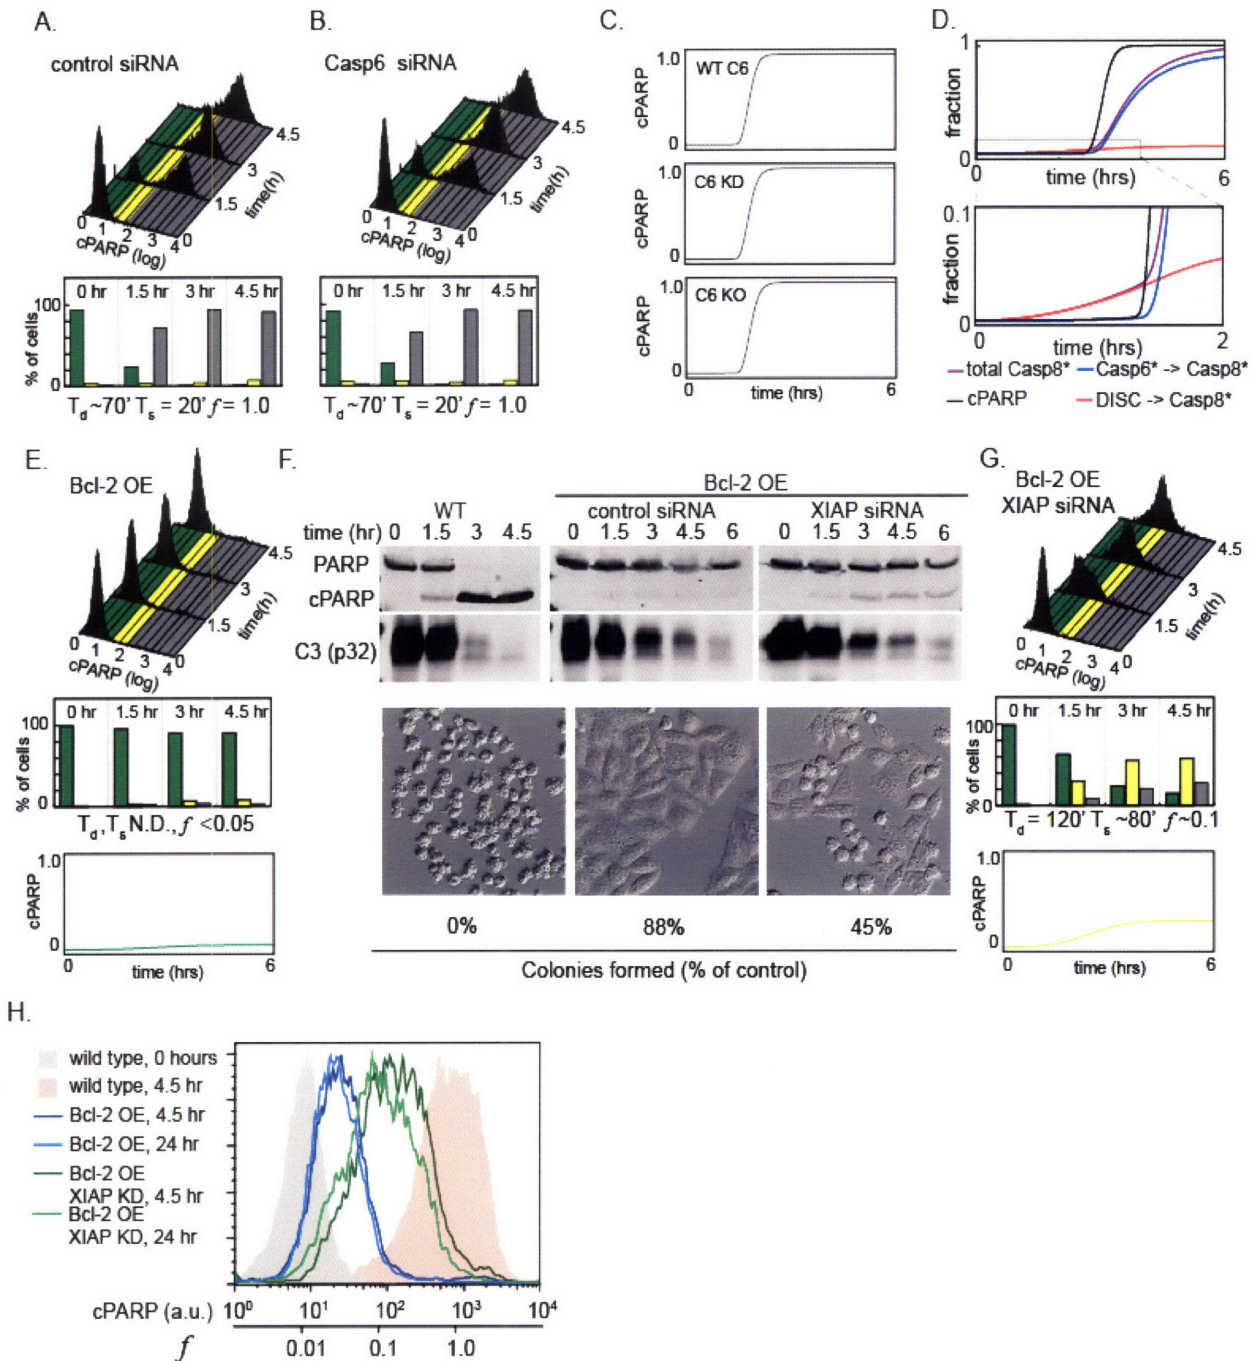 A.
control siRNA
4.5
3
1.5
time(h)
0 1 2 3 4 0
cPARP (log)
0 hr 1.5 hr 3 hr 4.5 hr
100
0
% of cells
Td~70' Ts = 20' f = 1.0
B.
Casp6 siRNA
4.5
3
1.5
time(h)
0 1 2 3 4 0
cPARP (log)
0 hr 1.5 hr 3 hr 4.5 hr
Td~70' Ts = 20' f = 1.0
C.
1.0
WT C6
cPARP
0
1.0
C6 KD
cPARP
0
1.0
C6 KO
cPARP
0
0 time (hrs) 6
D.
1
fraction
0
0 time (hrs) 6
0.1
fraction
0
0 time (hrs) 2
total Casp8* Casp6* -> Casp8*
cPARP DISC -> Casp8*
E.
Bcl-2 OE
4.5
3
1.5
time(h)
0 1 2 3 4 0
cPARP (log)
0 hr 1.5 hr 3 hr 4.5 hr
100
0
% of cells
Td, Ts N.D., f <0.05
1.0
cPARP
0
0 time (hrs) 6
F.
Bcl-2 OE
WT control siRNA XIAP siRNA
time (hr) 0 1.5 3 4.5 0 1.5 3 4.5 6 0 1.5 3 4.5 6
PARP
cPARP
C3 (p32)
0% 88% 45%
Colonies formed (% of control)
G.
Bcl-2 OE
XIAP siRNA
4.5
3
1.5
time(h)
0 1 2 3 4 0
cPARP (log)
0 hr 1.5 hr 3 hr 4.5 hr
100
0
% of cells
Td = 120' Ts ~80' f~0.1
1.0
cPARP
0
0 time (hrs) 6
H.
wild type, 0 hours
wild type, 4.5 hr
Bcl-2 OE, 4.5 hr
Bcl-2 OE, 24 hr
Bcl-2 OE
XIAP KD, 4.5 hr
Bcl-2 OE
XIAP KD, 24 hr
cPARP (a.u.) 10⁰ 10¹ 10² 10³ 10⁴
f 0.01 0.1 1.0